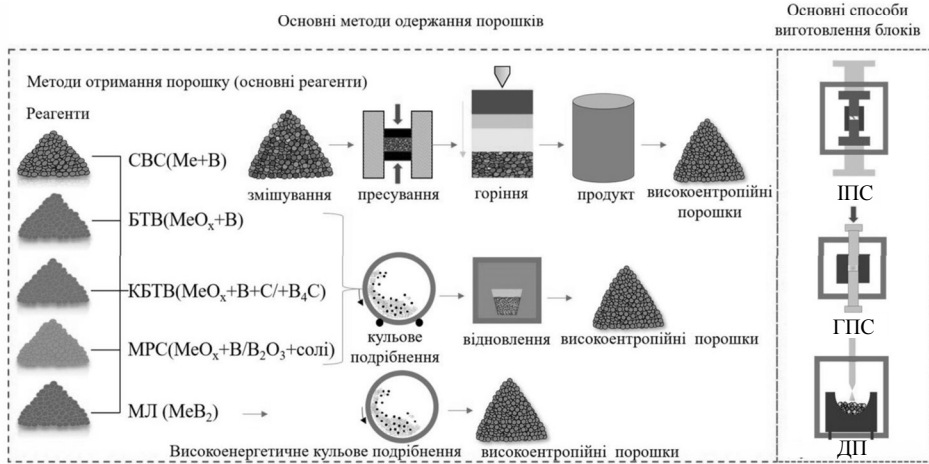 Основні методи одержання порошків
Основні способи
виготовлення блоків
Методи отримання порошку (основні реагенти)
Реагенти
СВС(Me+B)
змішування
пресування
горіння
продукт
високоентропійні
порошки
БТВ(MeOₓ+B)
КБТВ(MeOₓ+B+C/+B₄C)
МРС(MeOₓ+B/B₂O₃+солі)
кульове
подрібнення
відновлення
високоентропійні порошки
МЛ (MeB₂)
Високоенергетичне кульове подрібнення
високоентропійні порошки
ІПС
ГПС
ДП